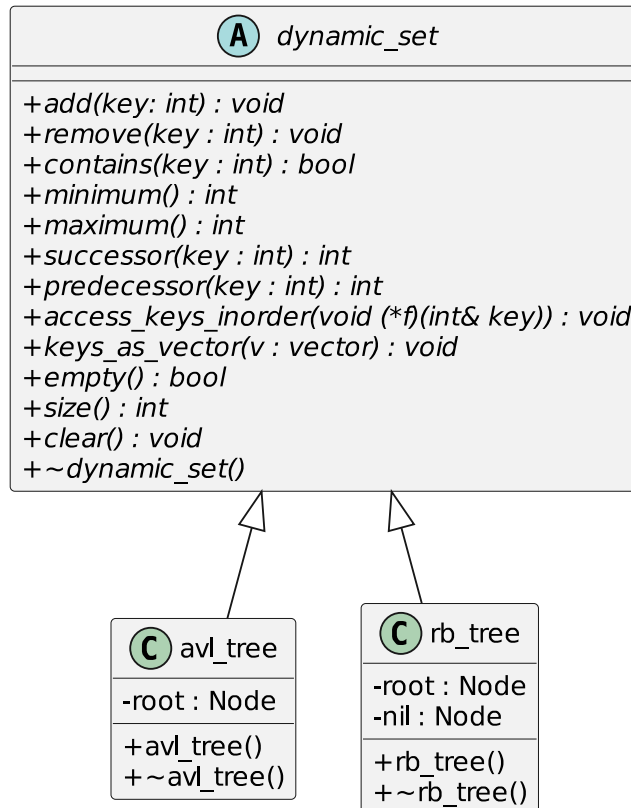 A dynamic_set
+add(key: int) : void
+remove(key : int) : void
+contains(key : int) : bool
+minimum() : int
+maximum() : int
+successor(key : int) : int
+predecessor(key : int) : int
+access_keys_inorder(void (*f)(int& key)) : void
+keys_as_vector(v : vector) : void
+empty() : bool
+size() : int
+clear() : void
+~dynamic_set()
C avl_tree
-root : Node
+avl_tree()
+~avl_tree()
C rb_tree
-root : Node
-nil : Node
+rb_tree()
+~rb_tree()